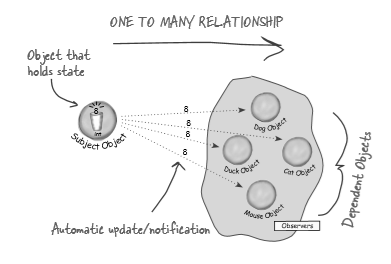 ONE TO MANY RELATIONSHIP
Object that
holds state
8
int
Subject Object
8
8
8
8
Dog Object
Duck Object
Cat Object
Mouse Object
Observers
Automatic update/notification
Dependent Objects